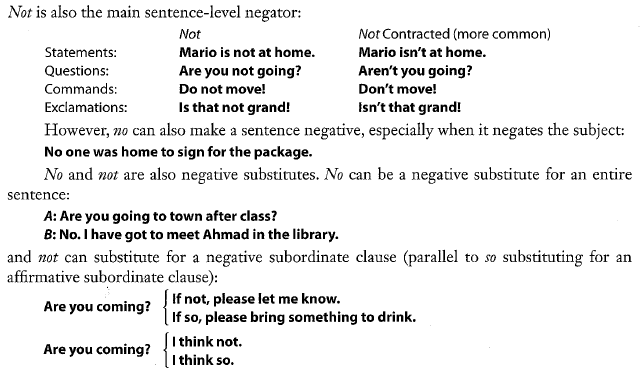 Not is also the main sentence-level negator:
Not Not Contracted (more common)
Statements: Mario is not at home. Mario isn't at home.
Questions: Are you not going? Aren't you going?
Commands: Do not move! Don't move!
Exclamations: Is that not grand! Isn't that grand!
However, no can also make a sentence negative, especially when it negates the subject:
No one was home to sign for the package.
No and not are also negative substitutes. No can be a negative substitute for an entire
sentence:
A: Are you going to town after class?
B: No. I have got to meet Ahmad in the library.
and not can substitute for a negative subordinate clause (parallel to so substituting for an
affirmative subordinate clause):
Are you coming? If not, please let me know.
If so, please bring something to drink.
Are you coming? I think not.
I think so.